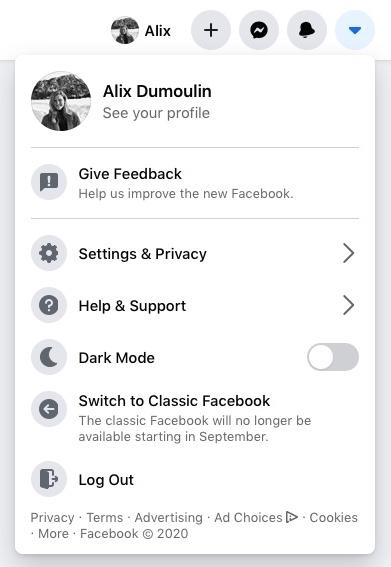 Alix
Alix Dumoulin
See your profile
Give Feedback
Help us improve the new Facebook.
Settings & Privacy
Help & Support
Dark Mode
Switch to Classic Facebook
The classic Facebook will no longer be
available starting in September.
Log Out
Privacy · Terms · Advertising · Ad Choices · Cookies
· More · Facebook © 2020